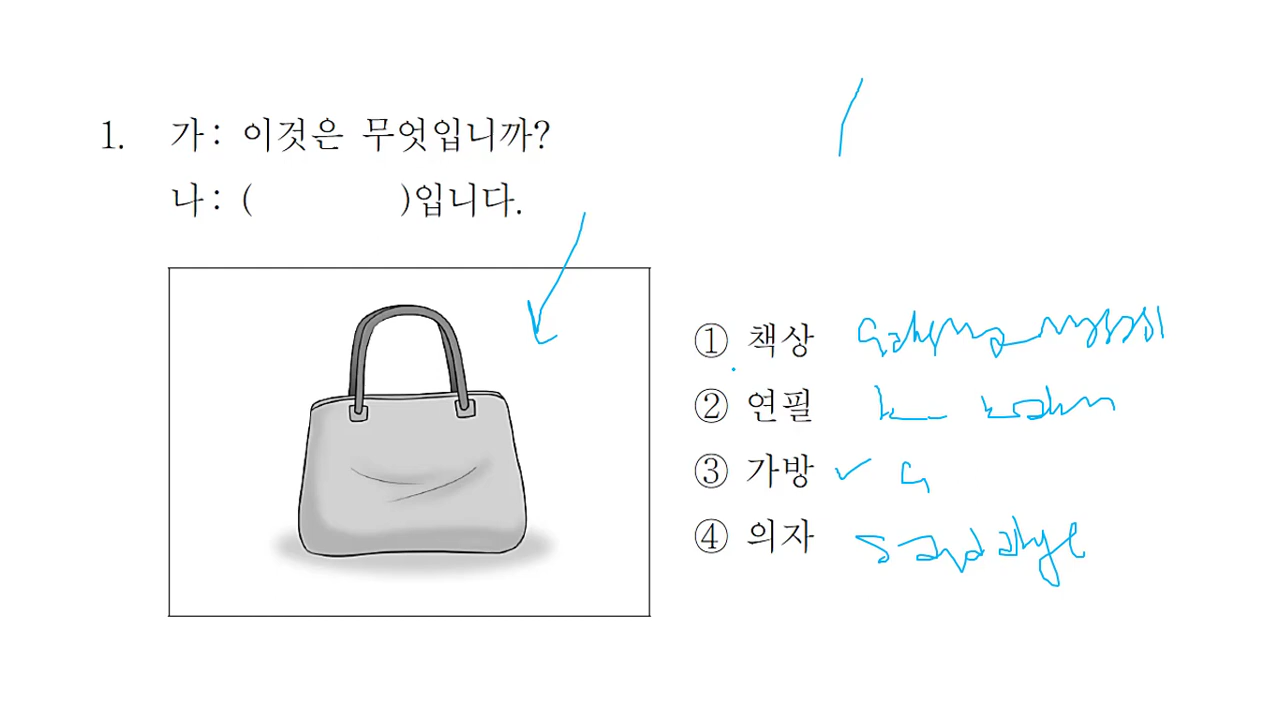 1. 가: 이것은 무엇입니까?
나: ( )입니다.
① 책상
② 연필
③ 가방 ✓
④ 의자